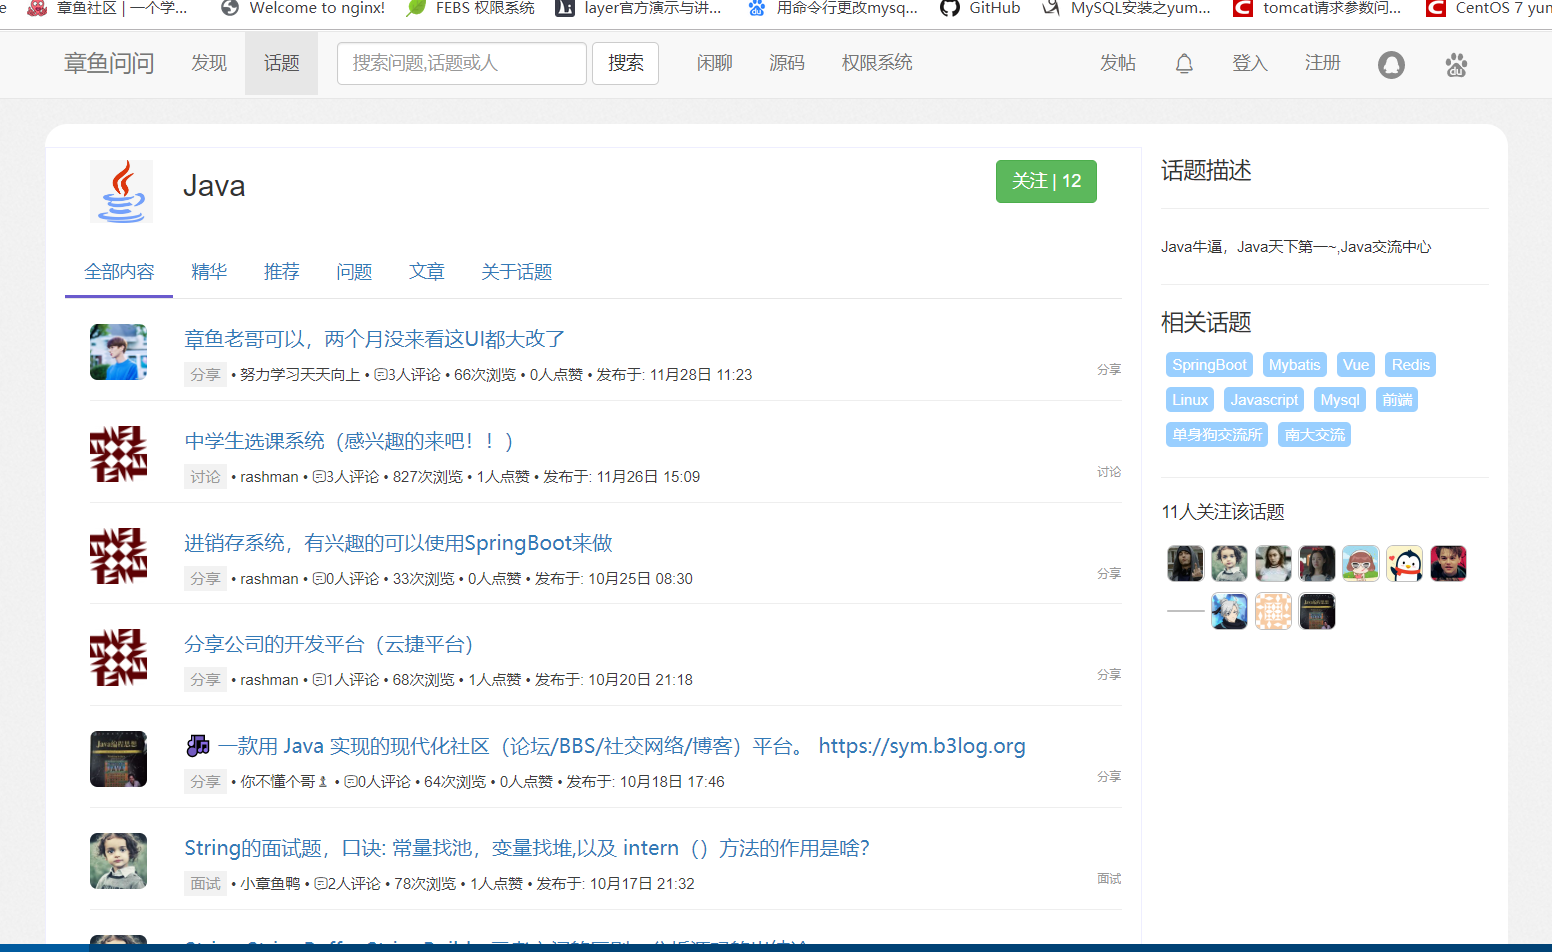 e 章鱼社区 | 一个学... Welcome to nginx! FEBS 权限系统 layer官方演示与讲... 用命令行更改mysq... GitHub MySQL安装之yum... tomcat请求参数问... CentOS 7 yun
章鱼问问 发现 话题 搜索问题,话题或人 搜索 闲聊 源码 权限系统 发帖 登入 注册
Java 关注 | 12
全部内容 精华 推荐 问题 文章 关于话题
章鱼老哥可以，两个月没来看这UI都大改了
分享 • 努力学习天天向上 • 3人评论 • 66次浏览 • 0人点赞 • 发布于: 11月28日 11:23 分享
中学生选课系统（感兴趣的来吧！！）
讨论 • rashman • 3人评论 • 827次浏览 • 1人点赞 • 发布于: 11月26日 15:09 讨论
进销存系统，有兴趣的可以使用SpringBoot来做
分享 • rashman • 0人评论 • 33次浏览 • 0人点赞 • 发布于: 10月25日 08:30 分享
分享公司的开发平台（云捷平台）
分享 • rashman • 1人评论 • 68次浏览 • 1人点赞 • 发布于: 10月20日 21:18 分享
一款用 Java 实现的现代化社区（论坛/BBS/社交网络/博客）平台。 https://sym.b3log.org
分享 • 你不懂个哥 • 0人评论 • 64次浏览 • 0人点赞 • 发布于: 10月18日 17:46 分享
String的面试题，口诀: 常量找池，变量找堆,以及 intern（）方法的作用是啥?
面试 • 小章鱼鸭 • 2人评论 • 78次浏览 • 1人点赞 • 发布于: 10月17日 21:32 面试
话题描述
Java牛逼，Java天下第一~,Java交流中心
相关话题
SpringBoot Mybatis Vue Redis
Linux Javascript Mysql 前端
单身狗交流所 南大交流
11人关注该话题